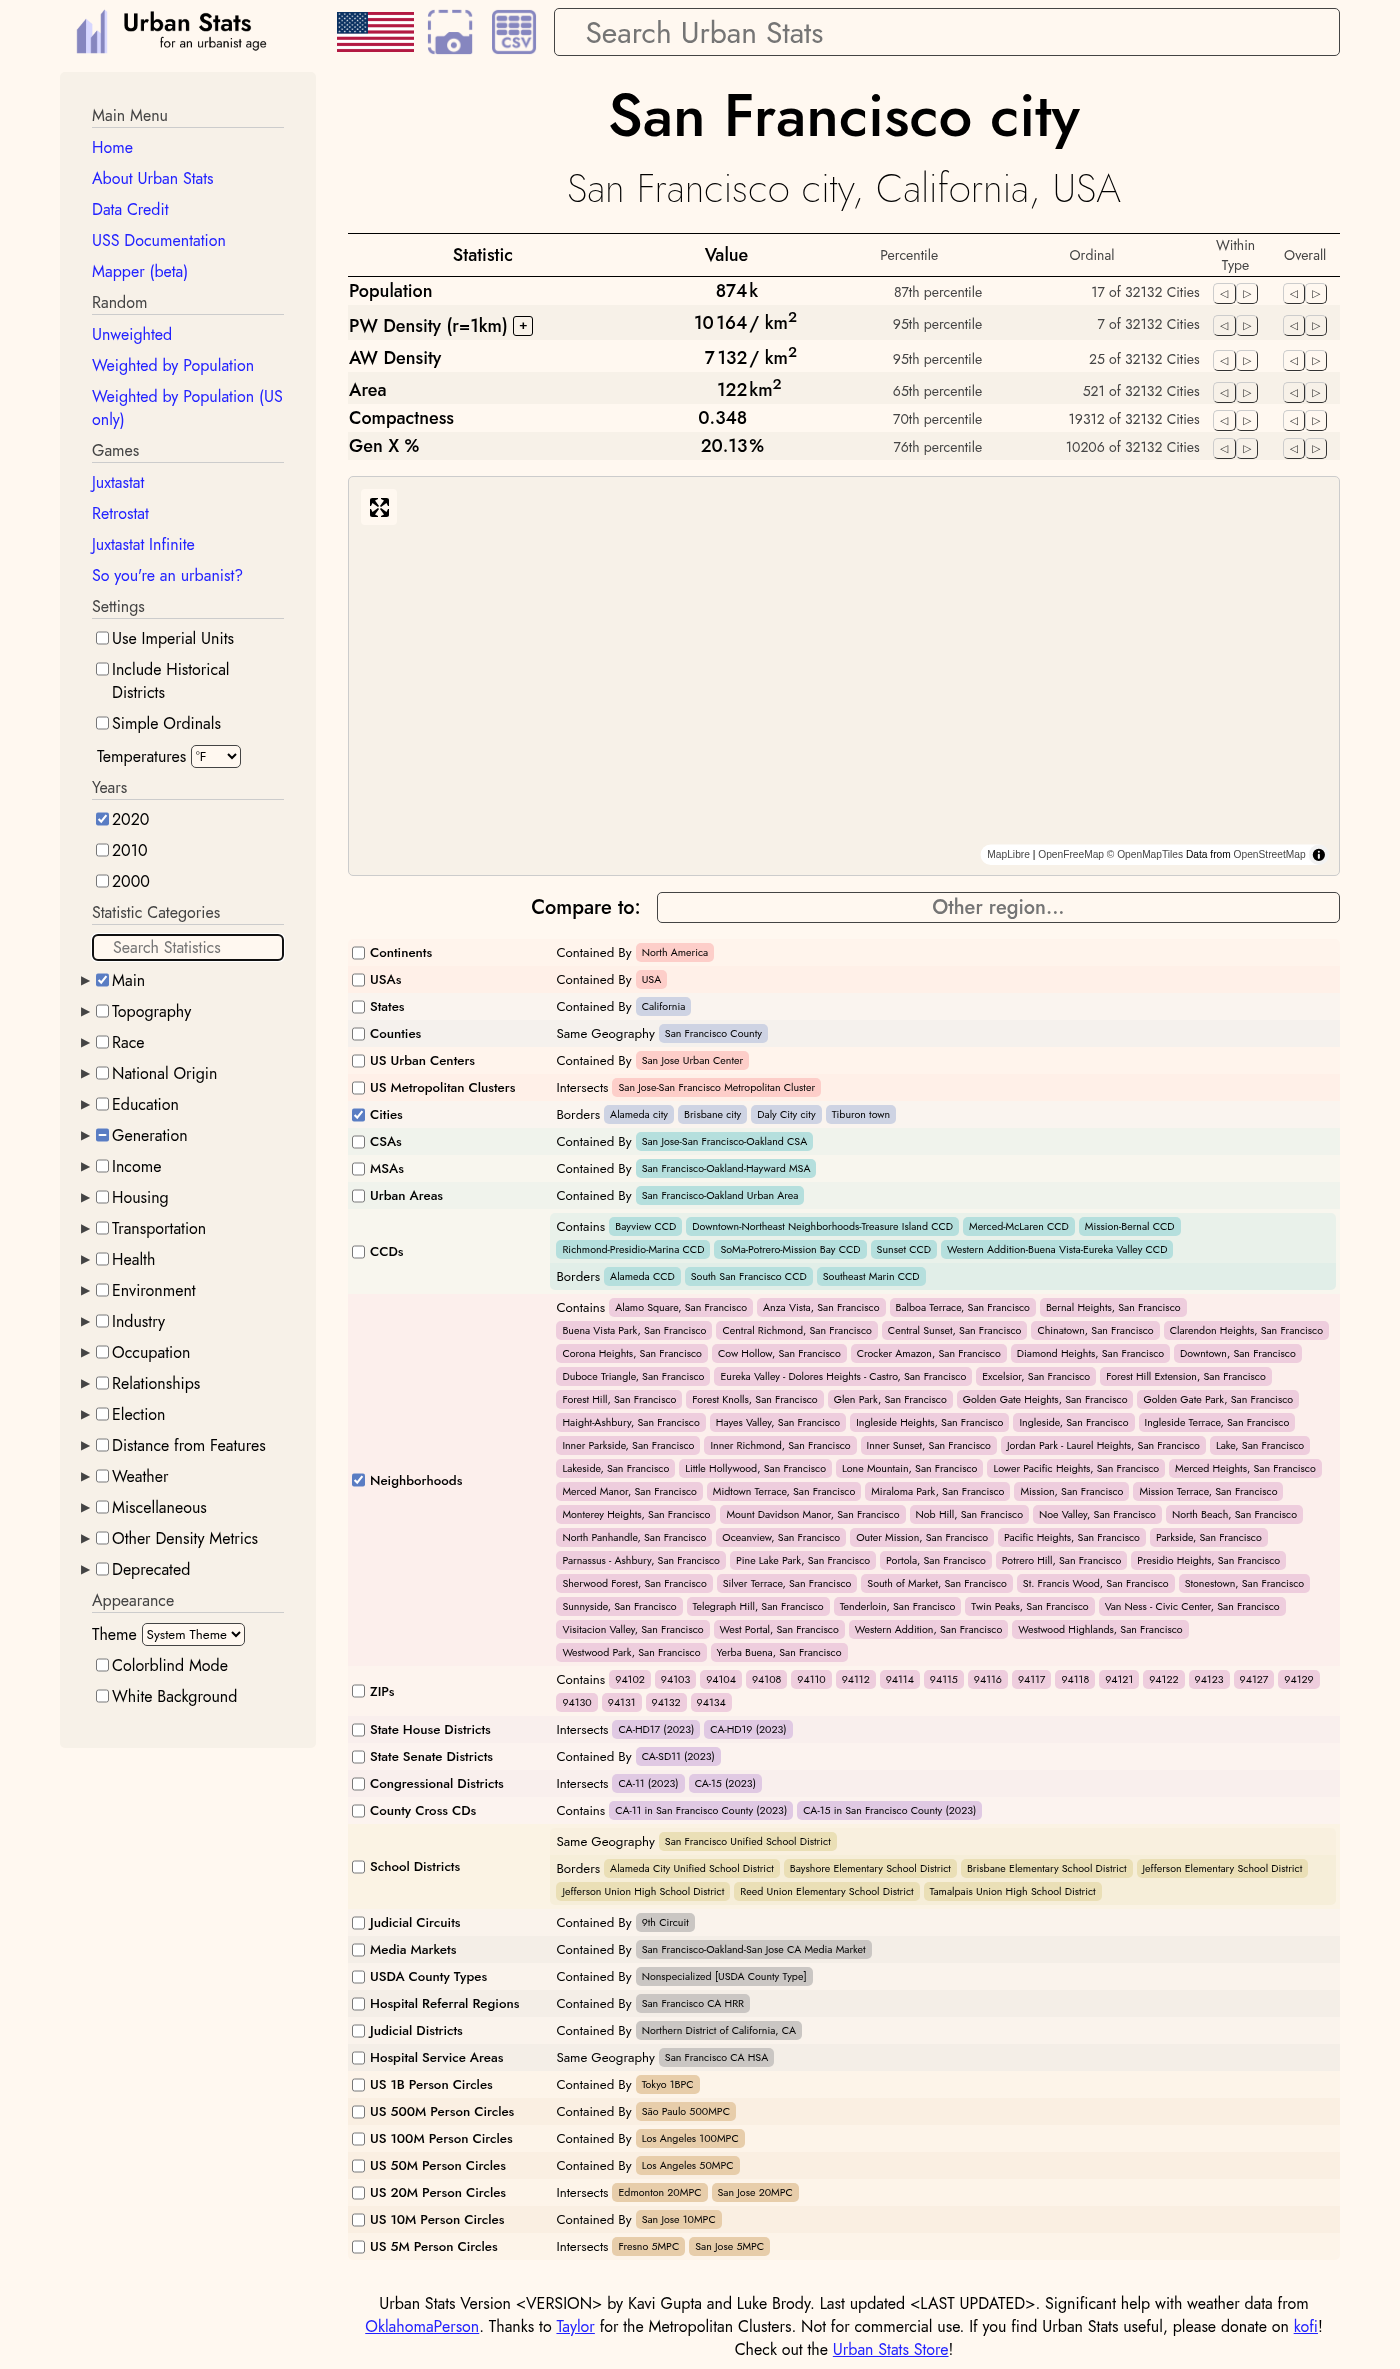 Urban Stats
for an urbanist age
CSV
Search Urban Stats
Main Menu
Home
About Urban Stats
Data Credit
USS Documentation
Mapper (beta)
Random
Unweighted
Weighted by Population
Weighted by Population (US
only)
Games
Juxtastat
Retrostat
Juxtastat Infinite
So you're an urbanist?
Settings
Use Imperial Units
Include Historical
Districts
Simple Ordinals
Temperatures °F
Years
2020
2010
2000
Statistic Categories
Search Statistics
Main
Topography
Race
National Origin
Education
Generation
Income
Housing
Transportation
Health
Environment
Industry
Occupation
Relationships
Election
Distance from Features
Weather
Miscellaneous
Other Density Metrics
Deprecated
Appearance
Theme System Theme
Colorblind Mode
White Background
San Francisco city
San Francisco city, California, USA
Statistic Value Percentile Ordinal Within Type Overall
Population 874k 87th percentile 17 of 32132 Cities
PW Density (r=1km) + 10 164 / km² 95th percentile 7 of 32132 Cities
AW Density 7 132 / km² 95th percentile 25 of 32132 Cities
Area 122 km² 65th percentile 521 of 32132 Cities
Compactness 0.348 70th percentile 19312 of 32132 Cities
Gen X % 20.13% 76th percentile 10206 of 32132 Cities
MapLibre | OpenFreeMap © OpenMapTiles Data from OpenStreetMap
Compare to: Other region...
Continents Contained By North America
USAs Contained By USA
States Contained By California
Counties Same Geography San Francisco County
US Urban Centers Contained By San Jose Urban Center
US Metropolitan Clusters Intersects San Jose-San Francisco Metropolitan Cluster
Cities Borders Alameda city Brisbane city Daly City city Tiburon town
CSAs Contained By San Jose-San Francisco-Oakland CSA
MSAs Contained By San Francisco-Oakland-Hayward MSA
Urban Areas Contained By San Francisco-Oakland Urban Area
CCDs
Contains Bayview CCD Downtown-Northeast Neighborhoods-Treasure Island CCD Merced-McLaren CCD Mission-Bernal CCD
Richmond-Presidio-Marina CCD SoMa-Potrero-Mission Bay CCD Sunset CCD Western Addition-Buena Vista-Eureka Valley CCD
Borders Alameda CCD South San Francisco CCD Southeast Marin CCD
Neighborhoods
Contains Alamo Square, San Francisco Anza Vista, San Francisco Balboa Terrace, San Francisco Bernal Heights, San Francisco
Buena Vista Park, San Francisco Central Richmond, San Francisco Central Sunset, San Francisco Chinatown, San Francisco Clarendon Heights, San Francisco
Corona Heights, San Francisco Cow Hollow, San Francisco Crocker Amazon, San Francisco Diamond Heights, San Francisco Downtown, San Francisco
Duboce Triangle, San Francisco Eureka Valley - Dolores Heights - Castro, San Francisco Excelsior, San Francisco Forest Hill Extension, San Francisco
Forest Hill, San Francisco Forest Knolls, San Francisco Glen Park, San Francisco Golden Gate Heights, San Francisco Golden Gate Park, San Francisco
Haight-Ashbury, San Francisco Hayes Valley, San Francisco Ingleside Heights, San Francisco Ingleside, San Francisco Ingleside Terrace, San Francisco
Inner Parkside, San Francisco Inner Richmond, San Francisco Inner Sunset, San Francisco Jordan Park - Laurel Heights, San Francisco Lake, San Francisco
Lakeside, San Francisco Little Hollywood, San Francisco Lone Mountain, San Francisco Lower Pacific Heights, San Francisco Merced Heights, San Francisco
Merced Manor, San Francisco Midtown Terrace, San Francisco Miraloma Park, San Francisco Mission, San Francisco Mission Terrace, San Francisco
Monterey Heights, San Francisco Mount Davidson Manor, San Francisco Nob Hill, San Francisco Noe Valley, San Francisco North Beach, San Francisco
North Panhandle, San Francisco Oceanview, San Francisco Outer Mission, San Francisco Pacific Heights, San Francisco Parkside, San Francisco
Parnassus - Ashbury, San Francisco Pine Lake Park, San Francisco Portola, San Francisco Potrero Hill, San Francisco Presidio Heights, San Francisco
Sherwood Forest, San Francisco Silver Terrace, San Francisco South of Market, San Francisco St. Francis Wood, San Francisco Stonestown, San Francisco
Sunnyside, San Francisco Telegraph Hill, San Francisco Tenderloin, San Francisco Twin Peaks, San Francisco Van Ness - Civic Center, San Francisco
Visitacion Valley, San Francisco West Portal, San Francisco Western Addition, San Francisco Westwood Highlands, San Francisco
Westwood Park, San Francisco Yerba Buena, San Francisco
ZIPs
Contains 94102 94103 94104 94108 94110 94112 94114 94115 94116 94117 94118 94121 94122 94123 94127 94129
94130 94131 94132 94134
State House Districts Intersects CA-HD17 (2023) CA-HD19 (2023)
State Senate Districts Contained By CA-SD11 (2023)
Congressional Districts Intersects CA-11 (2023) CA-15 (2023)
County Cross CDs Contains CA-11 in San Francisco County (2023) CA-15 in San Francisco County (2023)
School Districts
Same Geography San Francisco Unified School District
Borders Alameda City Unified School District Bayshore Elementary School District Brisbane Elementary School District Jefferson Elementary School District
Jefferson Union High School District Reed Union Elementary School District Tamalpais Union High School District
Judicial Circuits Contained By 9th Circuit
Media Markets Contained By San Francisco-Oakland-San Jose CA Media Market
USDA County Types Contained By Nonspecialized [USDA County Type]
Hospital Referral Regions Contained By San Francisco CA HRR
Judicial Districts Contained By Northern District of California, CA
Hospital Service Areas Same Geography San Francisco CA HSA
US 1B Person Circles Contained By Tokyo 1BPC
US 500M Person Circles Contained By São Paulo 500MPC
US 100M Person Circles Contained By Los Angeles 100MPC
US 50M Person Circles Contained By Los Angeles 50MPC
US 20M Person Circles Intersects Edmonton 20MPC San Jose 20MPC
US 10M Person Circles Contained By San Jose 10MPC
US 5M Person Circles Intersects Fresno 5MPC San Jose 5MPC
Urban Stats Version <VERSION> by Kavi Gupta and Luke Brody. Last updated <LAST UPDATED>. Significant help with weather data from
OklahomaPerson. Thanks to Taylor for the Metropolitan Clusters. Not for commercial use. If you find Urban Stats useful, please donate on kofi!
Check out the Urban Stats Store!